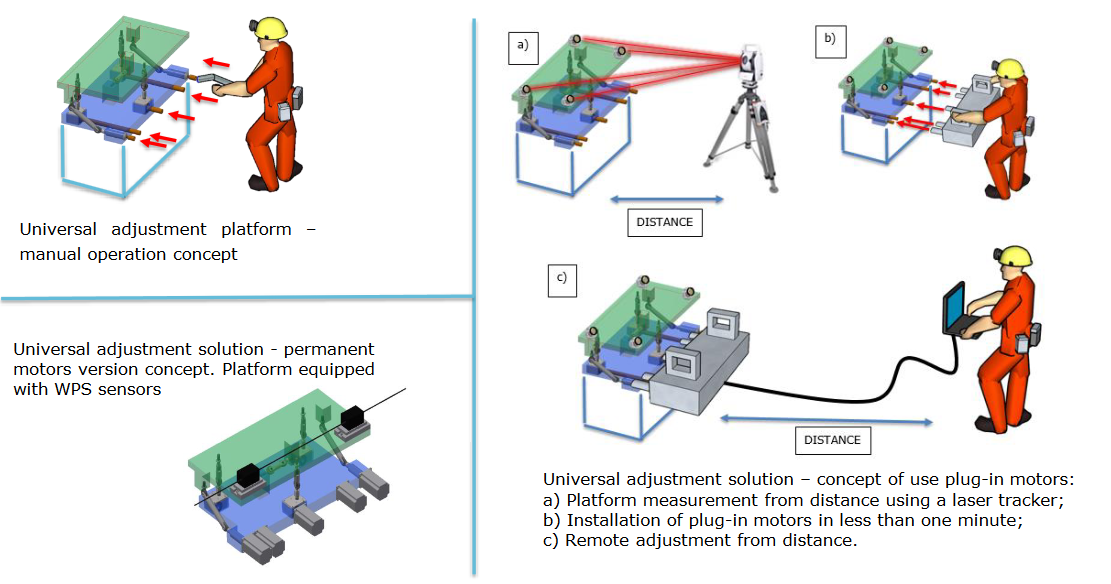 Universal adjustment platform –
manual operation concept
Universal adjustment solution - permanent
motors version concept. Platform equipped
with WPS sensors
a)
b)
DISTANCE
c)
DISTANCE
Universal adjustment solution – concept of use plug-in motors:
a) Platform measurement from distance using a laser tracker;
b) Installation of plug-in motors in less than one minute;
c) Remote adjustment from distance.